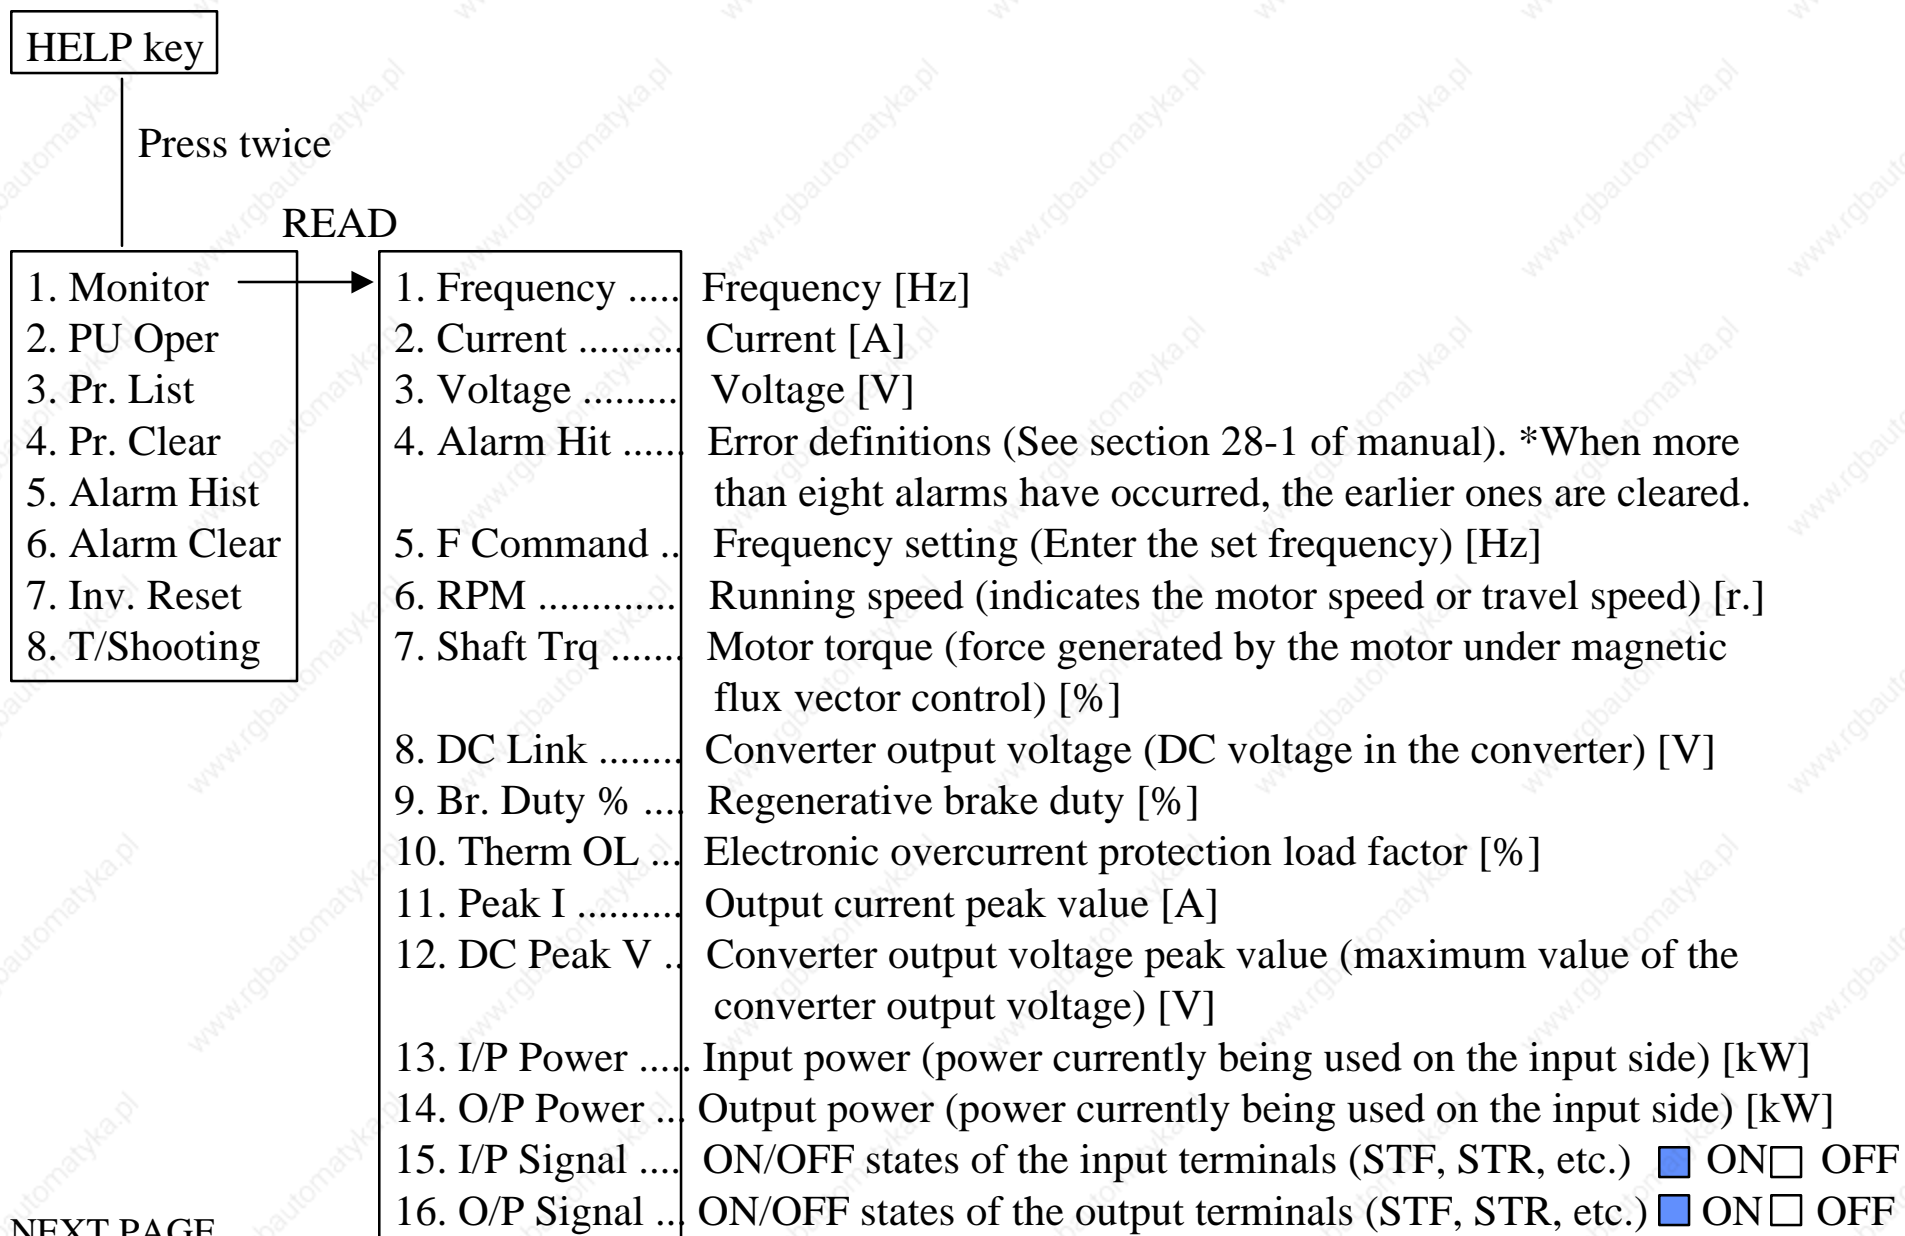 HELP key
Press twice
READ
1. Monitor
2. PU Oper
3. Pr. List
4. Pr. Clear
5. Alarm Hist
6. Alarm Clear
7. Inv. Reset
8. T/Shooting
1. Frequency ..... Frequency [Hz]
2. Current .......... Current [A]
3. Voltage ......... Voltage [V]
4. Alarm Hit ...... Error definitions (See section 28-1 of manual). *When more
than eight alarms have occurred, the earlier ones are cleared.
5. F Command .. Frequency setting (Enter the set frequency) [Hz]
6. RPM ............. Running speed (indicates the motor speed or travel speed) [r.]
7. Shaft Trq ....... Motor torque (force generated by the motor under magnetic
flux vector control) [%]
8. DC Link ........ Converter output voltage (DC voltage in the converter) [V]
9. Br. Duty % .... Regenerative brake duty [%]
10. Therm OL ... Electronic overcurrent protection load factor [%]
11. Peak I .......... Output current peak value [A]
12. DC Peak V .. Converter output voltage peak value (maximum value of the
converter output voltage) [V]
13. I/P Power ..... Input power (power currently being used on the input side) [kW]
14. O/P Power ... Output power (power currently being used on the input side) [kW]
15. I/P Signal .... ON/OFF states of the input terminals (STF, STR, etc.) ON OFF
16. O/P Signal ... ON/OFF states of the output terminals (STF, STR, etc.) ON OFF
NEXT PAGE
www.rgbautomatyka.pl